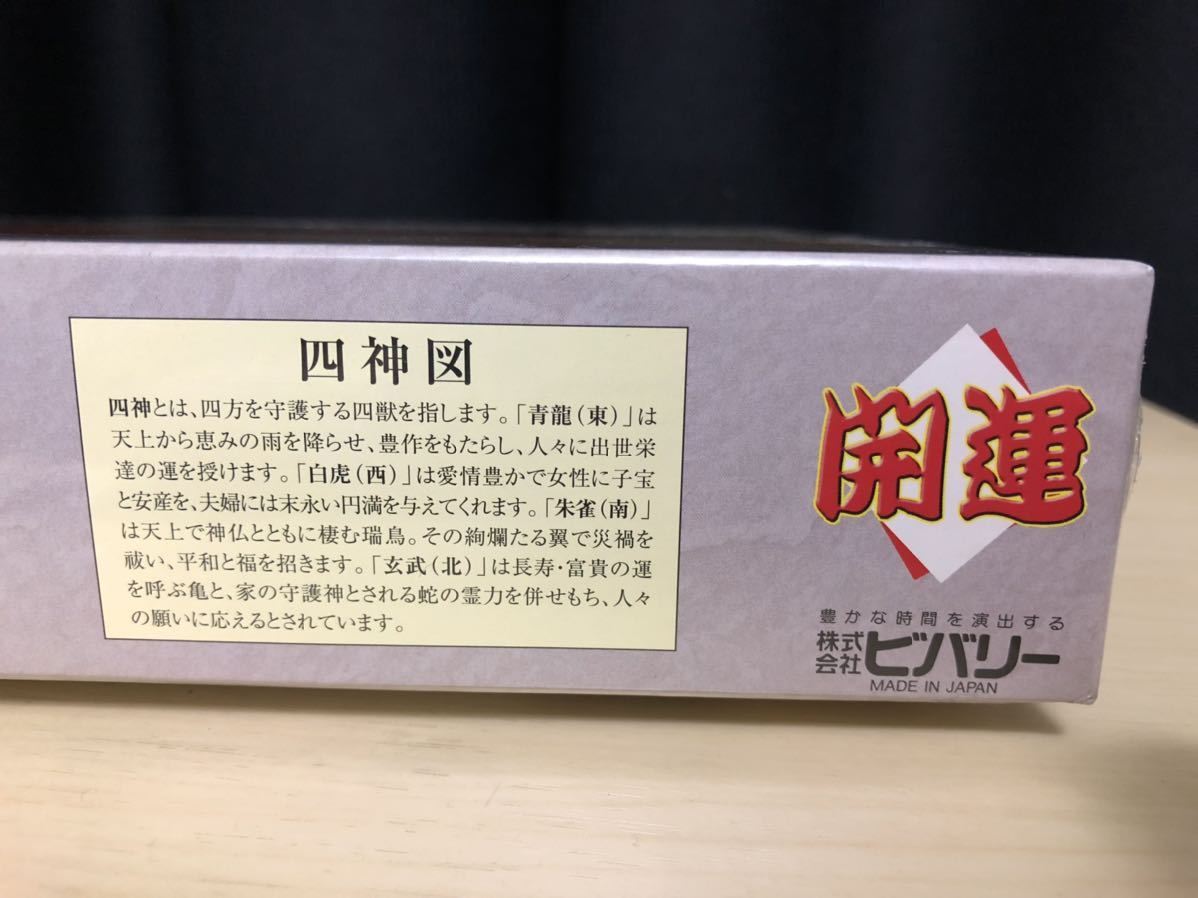 四神図
四神とは、四方を守護する四獣を指します。「青龍(東)」は
天上から恵みの雨を降らせ、豊作をもたらし、人々に出世栄
達の運を授けます。「白虎(西)」は愛情豊かで女性に子宝
と安産を、夫婦には末永い円満を与えてくれます。「朱雀(南)」
は天上で神仏とともに棲む瑞鳥。その絢爛たる翼で災禍を
祓い、平和と福を招きます。「玄武(北)」は長寿・富貴の運
を呼ぶ亀と、家の守護神とされる蛇の霊力を併せもち、人々
の願いに応えるとされています。
開運
豊かな時間を演出する
株式会社ビバリー
MADE IN JAPAN